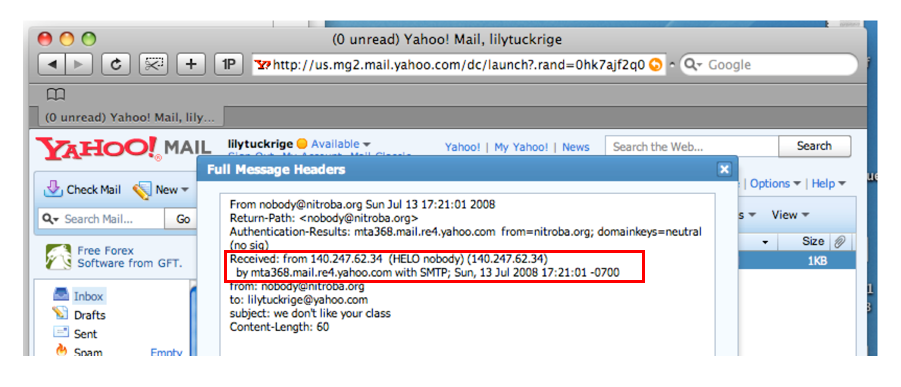 (0 unread) Yahoo! Mail, lilytuckrige
1P
http://us.mg2.mail.yahoo.com/dc/launch?.rand=0hk7ajf2q0
Google
(0 unread) Yahoo! Mail, lily...
YAHOO! MAIL
lilytuckrige Available
Yahoo! | My Yahoo! | News
Search the Web...
Search
Full Message Headers
Check Mail
New
Options | Help
Search Mail...
Go
View
Free Forex
Software from GFT.
Size
1KB
Inbox
Drafts
Sent
Spam Empty
From nobody@nitroba.org Sun Jul 13 17:21:01 2008
Return-Path: <nobody@nitroba.org>
Authentication-Results: mta368.mail.re4.yahoo.com from=nitroba.org; domainkeys=neutral
(no sig)
Received: from 140.247.62.34 (HELO nobody) (140.247.62.34)
by mta368.mail.re4.yahoo.com with SMTP; Sun, 13 Jul 2008 17:21:01 -0700
from: nobody@nitroba.org
to: lilytuckrige@yahoo.com
subject: we don't like your class
Content-Length: 60